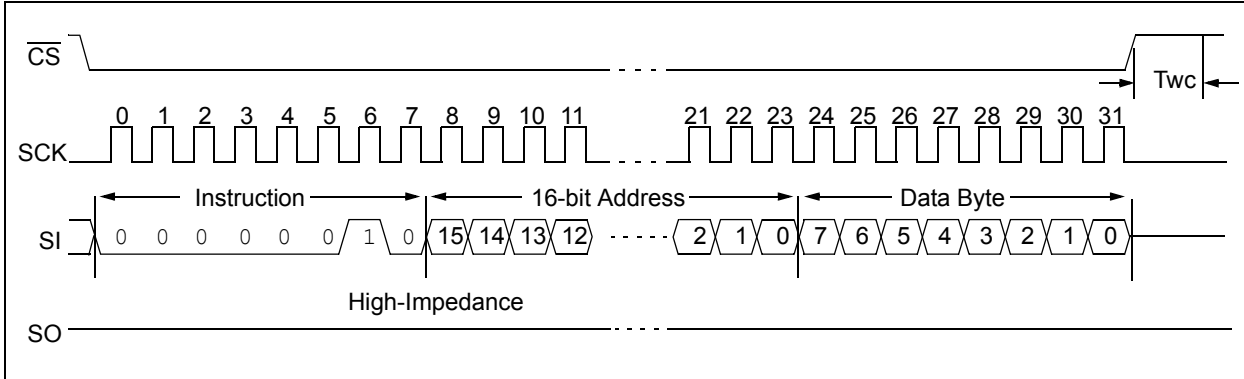 CS
Twc
0 1 2 3 4 5 6 7 8 9 10 11 21 22 23 24 25 26 27 28 29 30 31
SCK
Instruction 16-bit Address Data Byte
SI 0 0 0 0 0 0 1 0 15 14 13 12 2 1 0 7 6 5 4 3 2 1 0
High-Impedance
SO